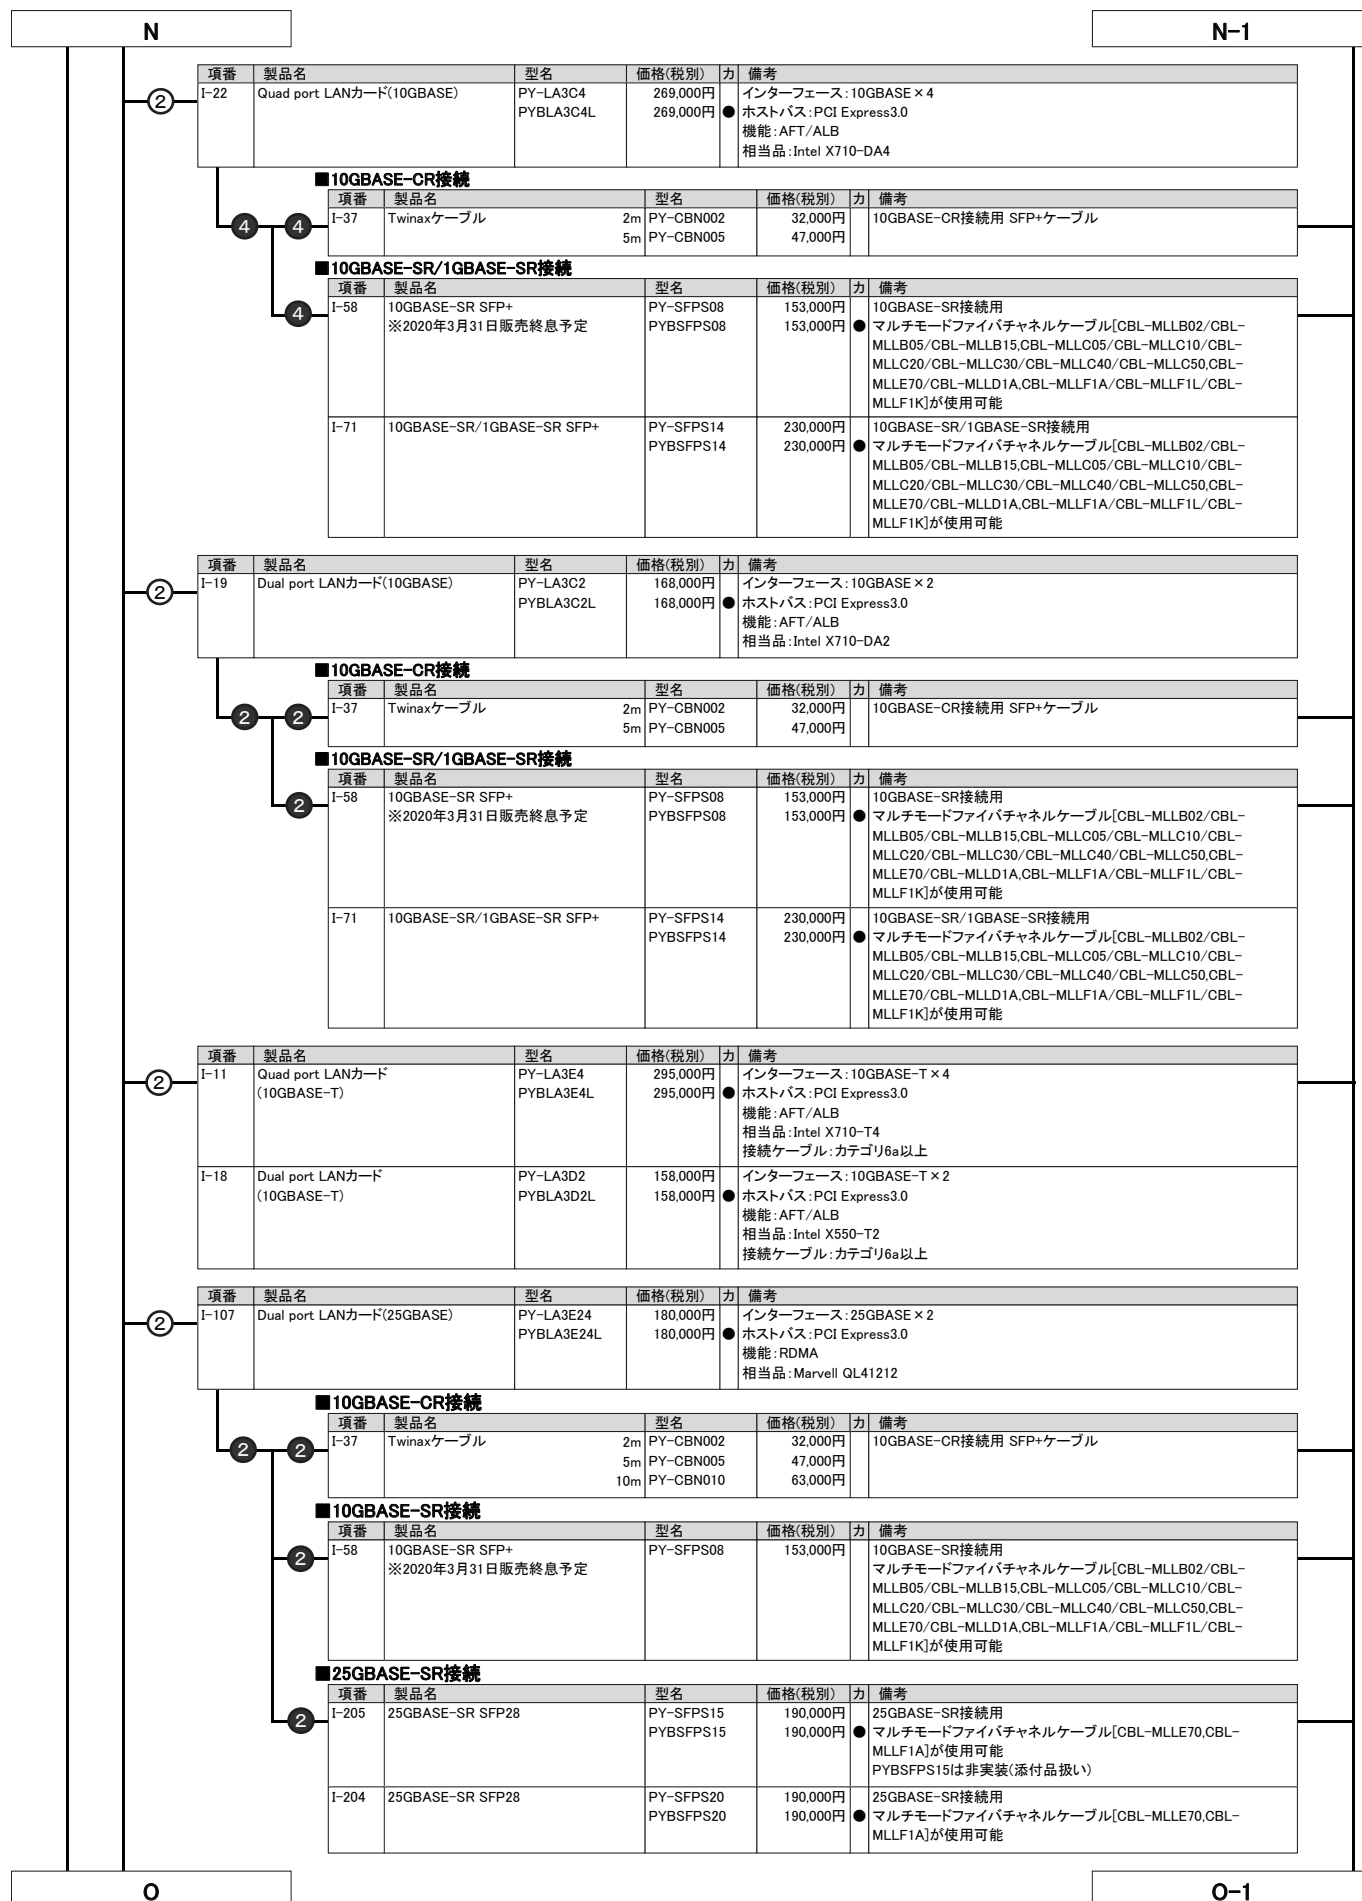 N
N-1
項番 製品名 型名 価格(税別) カ 備考
② I-22 Quad port LANカード(10GBASE) PY-LA3C4 269,000円 インターフェース:10GBASE×4
PYBLA3C4L 269,000円 ● ホストバス:PCI Express3.0
機能:AFT/ALB
相当品:Intel X710-DA4
■10GBASE-CR接続
項番 製品名 型名 価格(税別) カ 備考
4 4 I-37 Twinaxケーブル 2m PY-CBN002 32,000円 10GBASE-CR接続用 SFP+ケーブル
5m PY-CBN005 47,000円
■10GBASE-SR/1GBASE-SR接続
項番 製品名 型名 価格(税別) カ 備考
4 I-58 10GBASE-SR SFP+ PY-SFPS08 153,000円 10GBASE-SR接続用
※2020年3月31日販売終息予定 PYBSFPS08 153,000円 ● マルチモードファイバチャネルケーブル[CBL-MLLB02/CBL-
MLLB05/CBL-MLLB15,CBL-MLLC05/CBL-MLLC10/CBL-
MLLC20/CBL-MLLC30/CBL-MLLC40/CBL-MLLC50,CBL-
MLLE70/CBL-MLLD1A,CBL-MLLF1A/CBL-MLLF1L/CBL-
MLLF1K]が使用可能
I-71 10GBASE-SR/1GBASE-SR SFP+ PY-SFPS14 230,000円 10GBASE-SR/1GBASE-SR接続用
PYBSFPS14 230,000円 ● マルチモードファイバチャネルケーブル[CBL-MLLB02/CBL-
MLLB05/CBL-MLLB15,CBL-MLLC05/CBL-MLLC10/CBL-
MLLC20/CBL-MLLC30/CBL-MLLC40/CBL-MLLC50,CBL-
MLLE70/CBL-MLLD1A,CBL-MLLF1A/CBL-MLLF1L/CBL-
MLLF1K]が使用可能
項番 製品名 型名 価格(税別) カ 備考
② I-19 Dual port LANカード(10GBASE) PY-LA3C2 168,000円 インターフェース:10GBASE×2
PYBLA3C2L 168,000円 ● ホストバス:PCI Express3.0
機能:AFT/ALB
相当品:Intel X710-DA2
■10GBASE-CR接続
項番 製品名 型名 価格(税別) カ 備考
2 2 I-37 Twinaxケーブル 2m PY-CBN002 32,000円 10GBASE-CR接続用 SFP+ケーブル
5m PY-CBN005 47,000円
■10GBASE-SR/1GBASE-SR接続
項番 製品名 型名 価格(税別) カ 備考
2 I-58 10GBASE-SR SFP+ PY-SFPS08 153,000円 10GBASE-SR接続用
※2020年3月31日販売終息予定 PYBSFPS08 153,000円 ● マルチモードファイバチャネルケーブル[CBL-MLLB02/CBL-
MLLB05/CBL-MLLB15,CBL-MLLC05/CBL-MLLC10/CBL-
MLLC20/CBL-MLLC30/CBL-MLLC40/CBL-MLLC50,CBL-
MLLE70/CBL-MLLD1A,CBL-MLLF1A/CBL-MLLF1L/CBL-
MLLF1K]が使用可能
I-71 10GBASE-SR/1GBASE-SR SFP+ PY-SFPS14 230,000円 10GBASE-SR/1GBASE-SR接続用
PYBSFPS14 230,000円 ● マルチモードファイバチャネルケーブル[CBL-MLLB02/CBL-
MLLB05/CBL-MLLB15,CBL-MLLC05/CBL-MLLC10/CBL-
MLLC20/CBL-MLLC30/CBL-MLLC40/CBL-MLLC50,CBL-
MLLE70/CBL-MLLD1A,CBL-MLLF1A/CBL-MLLF1L/CBL-
MLLF1K]が使用可能
項番 製品名 型名 価格(税別) カ 備考
② I-11 Quad port LANカード PY-LA3E4 295,000円 インターフェース:10GBASE-T×4
(10GBASE-T) PYBLA3E4L 295,000円 ● ホストバス:PCI Express3.0
機能:AFT/ALB
相当品:Intel X710-T4
接続ケーブル:カテゴリ6a以上
I-18 Dual port LANカード PY-LA3D2 158,000円 インターフェース:10GBASE-T×2
(10GBASE-T) PYBLA3D2L 158,000円 ● ホストバス:PCI Express3.0
機能:AFT/ALB
相当品:Intel X550-T2
接続ケーブル:カテゴリ6a以上
項番 製品名 型名 価格(税別) カ 備考
② I-107 Dual port LANカード(25GBASE) PY-LA3E24 180,000円 インターフェース:25GBASE×2
PYBLA3E24L 180,000円 ● ホストバス:PCI Express3.0
機能:RDMA
相当品:Marvell QL41212
■10GBASE-CR接続
項番 製品名 型名 価格(税別) カ 備考
2 2 I-37 Twinaxケーブル 2m PY-CBN002 32,000円 10GBASE-CR接続用 SFP+ケーブル
5m PY-CBN005 47,000円
10m PY-CBN010 63,000円
■10GBASE-SR接続
項番 製品名 型名 価格(税別) カ 備考
2 I-58 10GBASE-SR SFP+ PY-SFPS08 153,000円 10GBASE-SR接続用
※2020年3月31日販売終息予定 マルチモードファイバチャネルケーブル[CBL-MLLB02/CBL-
MLLB05/CBL-MLLB15,CBL-MLLC05/CBL-MLLC10/CBL-
MLLC20/CBL-MLLC30/CBL-MLLC40/CBL-MLLC50,CBL-
MLLE70/CBL-MLLD1A,CBL-MLLF1A/CBL-MLLF1L/CBL-
MLLF1K]が使用可能
■25GBASE-SR接続
項番 製品名 型名 価格(税別) カ 備考
2 I-205 25GBASE-SR SFP28 PY-SFPS15 190,000円 25GBASE-SR接続用
PYBSFPS15 190,000円 ● マルチモードファイバチャネルケーブル[CBL-MLLE70,CBL-
MLLF1A]が使用可能
PYBSFPS15は非実装(添付品扱い)
I-204 25GBASE-SR SFP28 PY-SFPS20 190,000円 25GBASE-SR接続用
PYBSFPS20 190,000円 ● マルチモードファイバチャネルケーブル[CBL-MLLE70,CBL-
MLLF1A]が使用可能
O
O-1